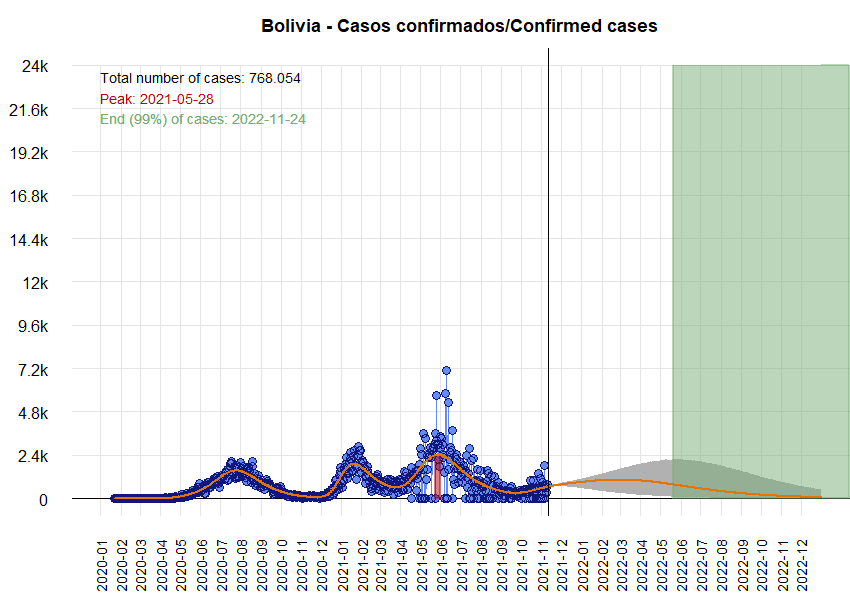 Bolivia - Casos confirmados/Confirmed cases
24k
21.6k
19.2k
16.8k
14.4k
12k
9.6k
7.2k
4.8k
2.4k
0
Total number of cases: 768.054
Peak: 2021-05-28
End (99%) of cases: 2022-11-24
2020-01
2020-02
2020-03
2020-04
2020-05
2020-06
2020-07
2020-08
2020-09
2020-10
2020-11
2020-12
2021-01
2021-02
2021-03
2021-04
2021-05
2021-06
2021-07
2021-08
2021-09
2021-10
2021-11
2021-12
2022-01
2022-02
2022-03
2022-04
2022-05
2022-06
2022-07
2022-08
2022-09
2022-10
2022-11
2022-12